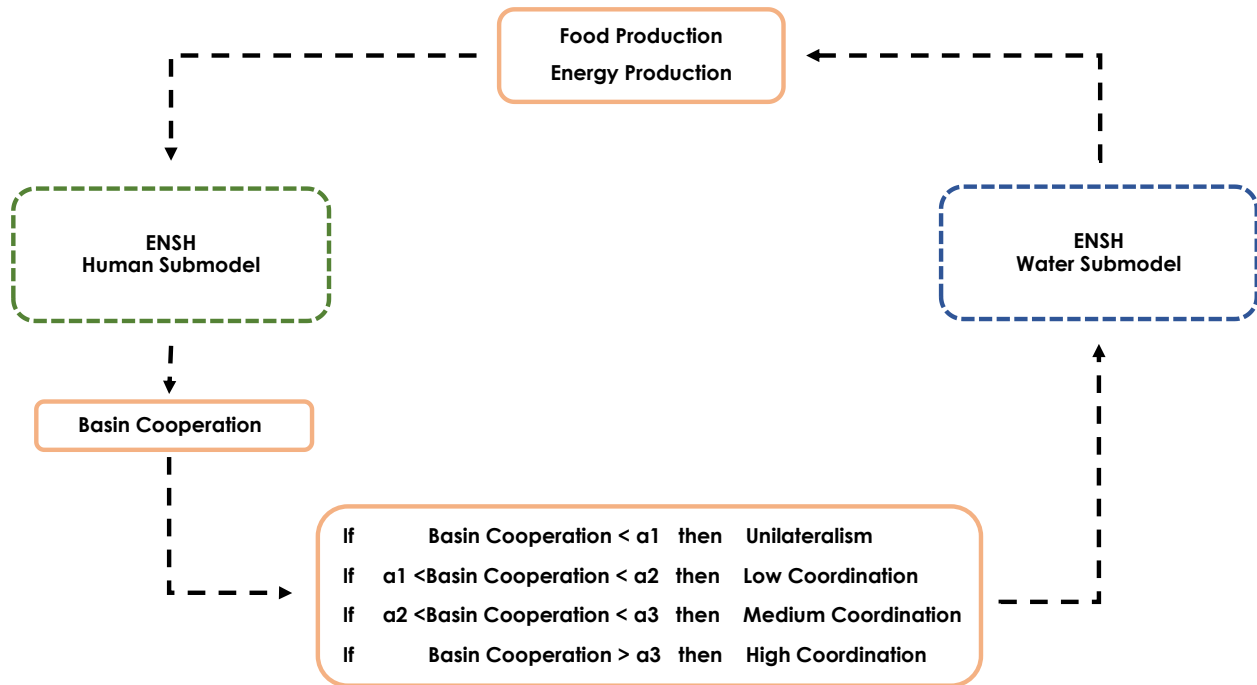 Food Production
Energy Production
ENSH
Human Submodel
ENSH
Water Submodel
Basin Cooperation
If Basin Cooperation < a1 then Unilateralism
If a1 <Basin Cooperation < a2 then Low Coordination
If a2 <Basin Cooperation < a3 then Medium Coordination
If Basin Cooperation > a3 then High Coordination